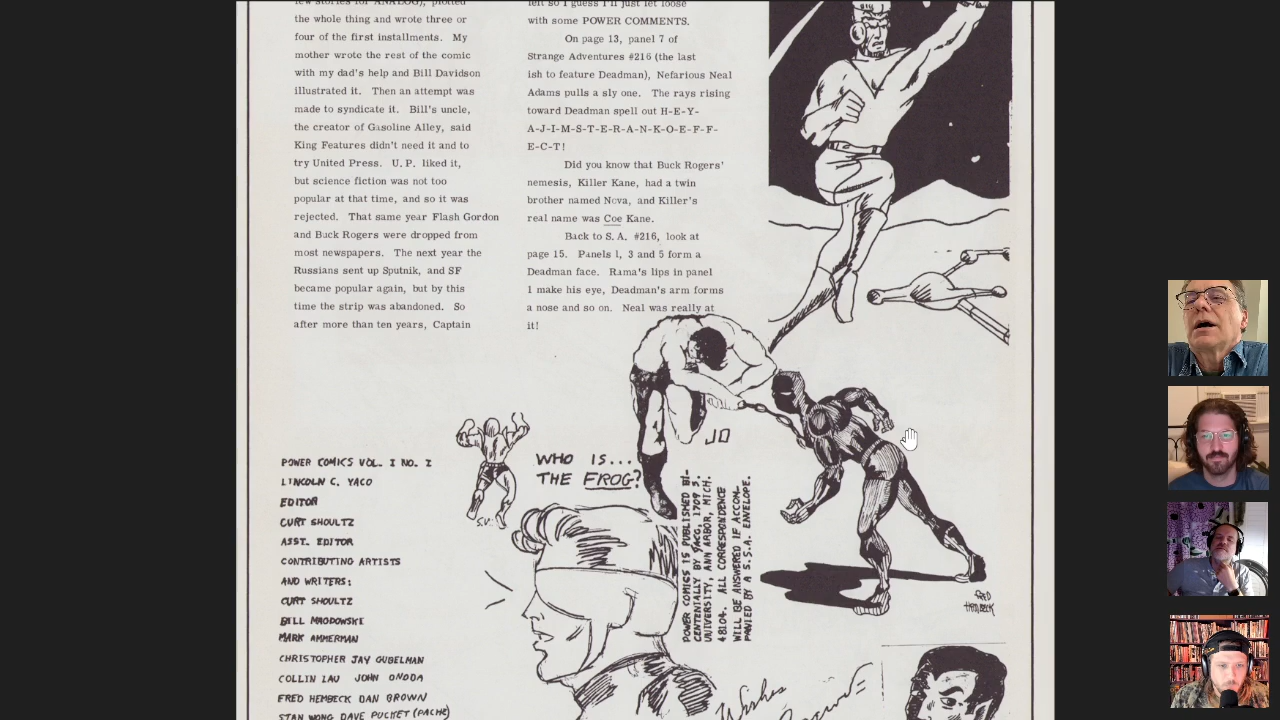 few stories for ANALOG), plotted
the whole thing and wrote three or
four of the first installments. My
mother wrote the rest of the comic
with my dad's help and Bill Davidson
illustrated it. Then an attempt was
made to syndicate it. Bill's uncle,
the creator of Gasoline Alley, said
King Features didn't need it and to
try United Press. U.P. liked it,
but science fiction was not too
popular at that time, and so it was
rejected. That same year Flash Gordon
and Buck Rogers were dropped from
most newspapers. The next year the
Russians sent up Sputnik, and SF
became popular again, but by this
time the strip was abandoned. So
after more than ten years, Captain
left so I guess I'll just let loose
with some POWER COMMENTS.
On page 13, panel 7 of
Strange Adventures #216 (the last
ish to feature Deadman), Nefarious Neal
Adams pulls a sly one. The rays rising
toward Deadman spell out H-E-Y-
A-J-I-M-S-T-E-R-A-N-K-O-E-F-F-
E-C-T!
Did you know that Buck Rogers'
nemesis, Killer Kane, had a twin
brother named Nova, and Killer's
real name was Coe Kane.
Back to S.A. #216, look at
page 15. Panels 1, 3 and 5 form a
Deadman face. Rama's lips in panel
1 make his eye, Deadman's arm forms
a nose and so on. Neal was really at
it!
JO
WHO IS...
THE FROG?
S.V.
POWER COMICS VOL. I NO. I
LINCOLN C. YACO
EDITOR
CURT SHOULTZ
ASST. EDITOR
CONTRIBUTING ARTISTS
AND WRITERS:
CURT SHOULTZ
BILL
MARK AMMERMAN
CHRISTOPHER JAY GUBELMAN
COLLIN LAU JOHN ONODA
FRED HEMBECK DAN BROWN
STAN WONG DAVE PUCKET (PACHE)
POWER COMICS IS PUBLISHED BI-
CENTENIALLY BY YACO, 1709 S.
UNIVERSITY, ANN ARBOR, MICH.
48104. ALL CORRESPONDENCE
WILL BE ANSWERED IF ACCOM-
PANIED BY A S.S.A. ENVELOPE.
FRED
HEMBECK
Wishes